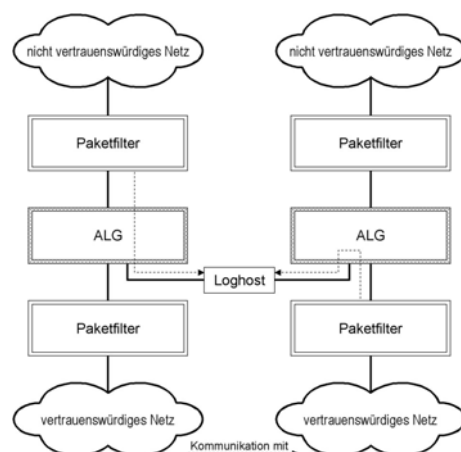 nicht vertrauenswürdiges Netz
nicht vertrauenswürdiges Netz
Paketfilter
Paketfilter
ALG
ALG
Loghost
Paketfilter
Paketfilter
vertrauenswürdiges Netz
vertrauenswürdiges Netz
Kommunikation mit